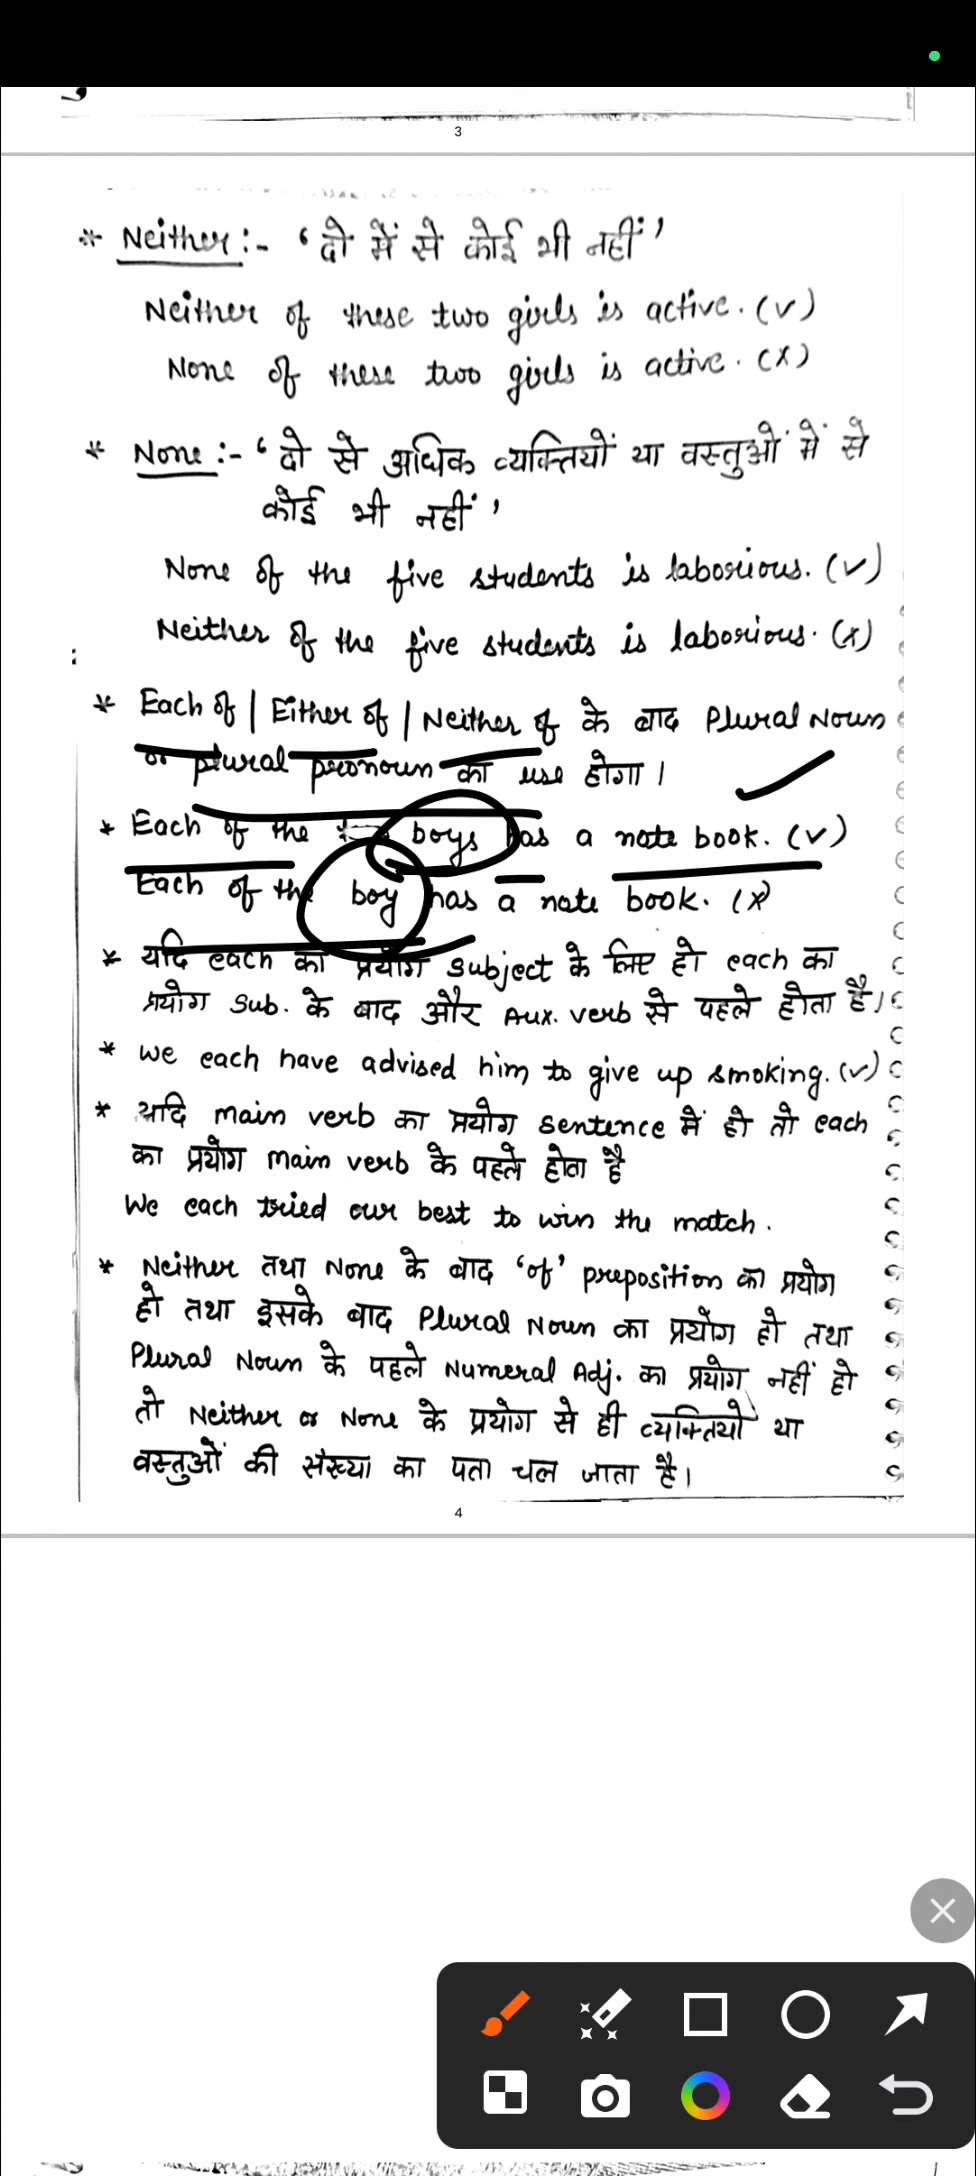 3
* Neither :- ‘दो में से कोई भी नहीं’
Neither of these two girls is active. (✓)
None of these two girls is active. (x)
* None :- ‘दो से अधिक व्यक्तियों या वस्तुओं में से
कोई भी नहीं’
None of the five students is laborious. (✓)
Neither of the five students is laborious. (x)
* Each of | Either of | Neither of के बाद Plural Noun
or plural pronoun का use होगा।
* Each of the boys has a note book. (✓)
Each of the boy has a note book. (x)
* यदि each का प्रयोग Subject के लिए हो each का
प्रयोग Sub. के बाद और Aux. verb से पहले होता है।
* We each have advised him to give up smoking. (✓)
* यदि main verb का प्रयोग sentence में हो तो each
का प्रयोग main verb के पहले होता है
We each tried our best to win the match.
* Neither तथा None के बाद ‘of’ preposition का प्रयोग
हो तथा इसके बाद Plural Noun का प्रयोग हो तथा
Plural Noun के पहले Numeral Adj. का प्रयोग नहीं हो
तो Neither or None के प्रयोग से ही व्यक्तियों या
वस्तुओं की संख्या का पता चल जाता है।
4